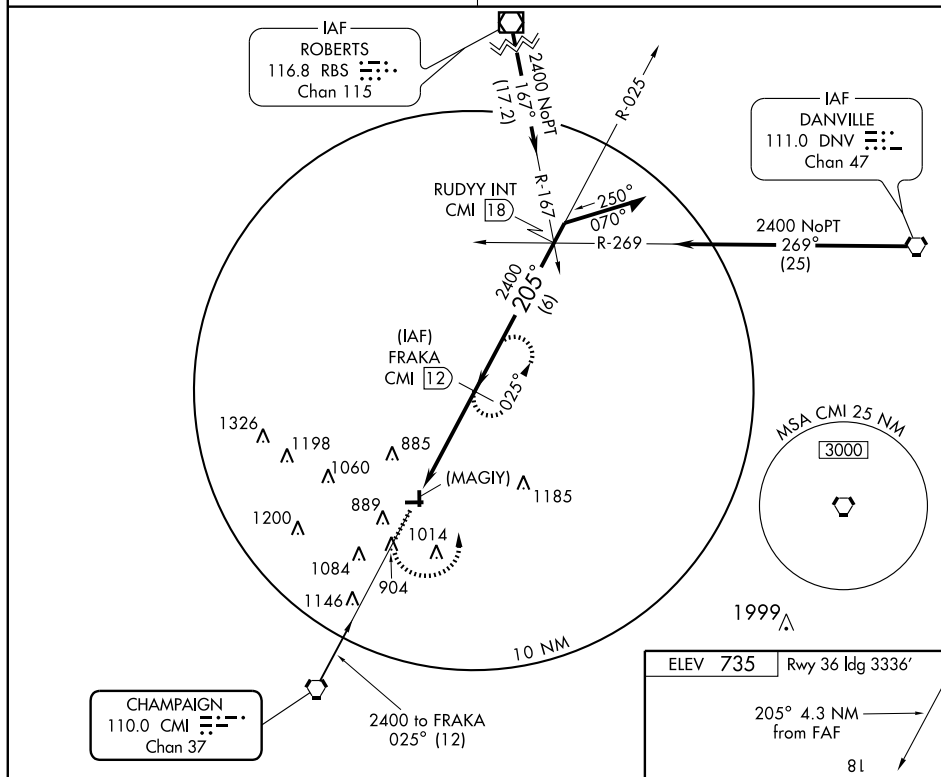 IAF
ROBERTS
116.8 RBS
Chan 115
2400 NoPT
167°
(17.2)
R-167
R-025
IAF
DANVILLE
111.0 DNV
Chan 47
RUDYY INT
CMI 18
250°
070°
R-269
2400 NoPT
269°
(25)
2400
205°
(6)
(IAF)
FRAKA
CMI 12
025°
1326
1198
1060
885
(MAGIY)
1185
889
1200
1014
1084
904
1146
MSA CMI 25 NM
3000
1999
10 NM
CHAMPAIGN
110.0 CMI
Chan 37
2400 to FRAKA
025° (12)
ELEV 735
Rwy 36 ldg 3336'
205° 4.3 NM
from FAF
18